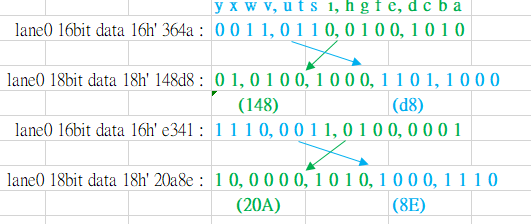 y x w v, u t s i, h g f e, d c b a
lane0 16bit data 16h' 364a : 0 0 1 1, 0 1 1 0, 0 1 0 0, 1 0 1 0
lane0 18bit data 18h' 148d8 : 0 1, 0 1 0 0, 1 0 0 0, 1 1 0 1, 1 0 0 0
(148) (d8)
lane0 16bit data 16h' e341 : 1 1 1 0, 0 0 1 1, 0 1 0 0, 0 0 0 1
lane0 18bit data 18h' 20a8e : 1 0, 0 0 0 0, 1 0 1 0, 1 0 0 0, 1 1 1 0
(20A) (8E)